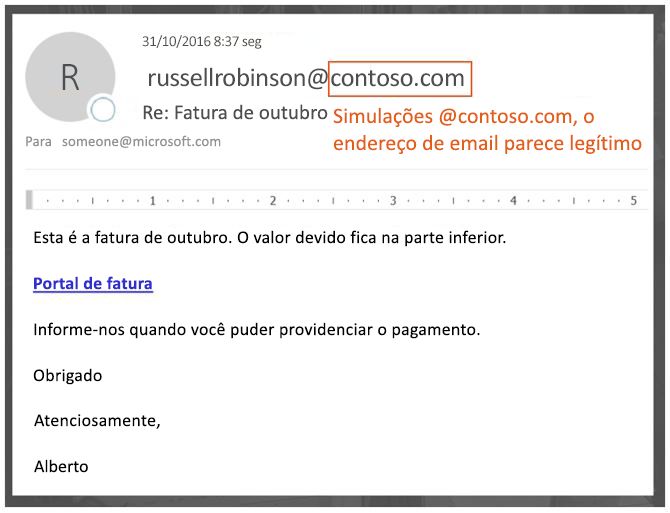 31/10/2016 8:37 seg
R
russellrobinson@contoso.com
Re: Fatura de outubro
Simulações @contoso.com, o
endereço de email parece legítimo
Para someone@microsoft.com
1 2 3 4 5
Esta é a fatura de outubro. O valor devido fica na parte inferior.
Portal de fatura
Informe-nos quando você puder providenciar o pagamento.
Obrigado
Atenciosamente,
Alberto